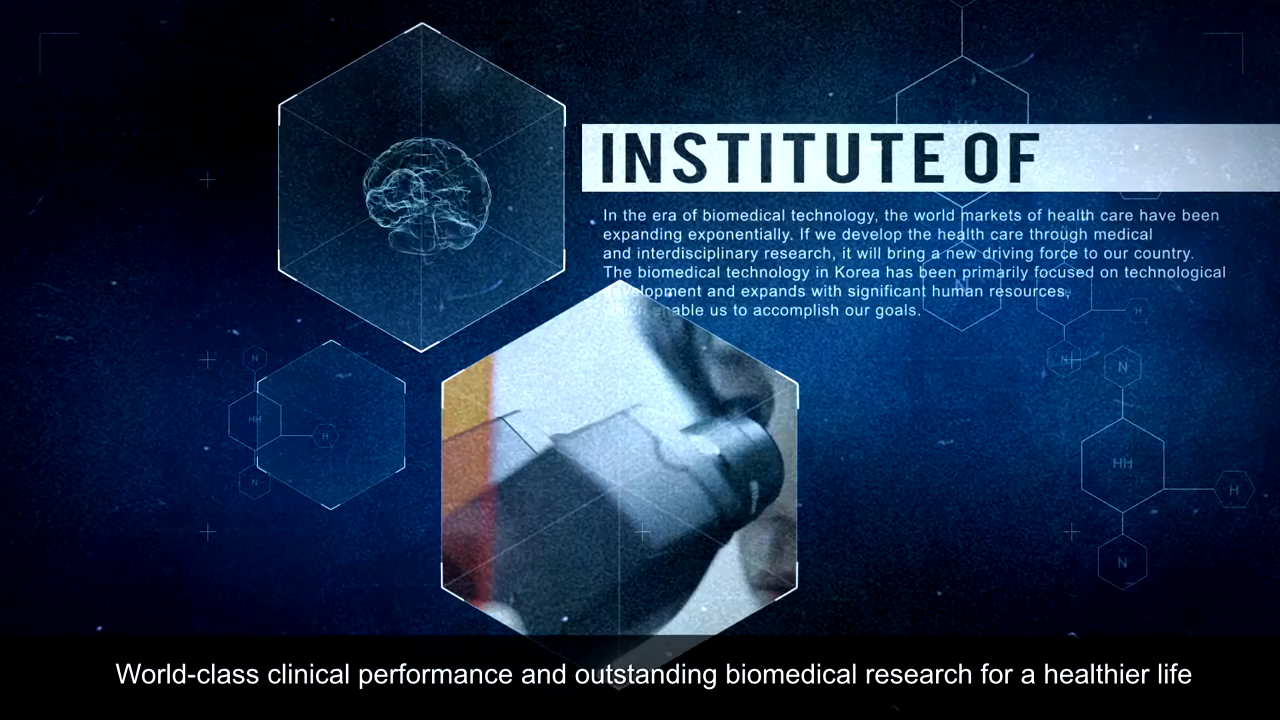 INSTITUTE OF
In the era of biomedical technology, the world markets of health care have been
expanding exponentially. If we develop the health care through medical
and interdisciplinary research, it will bring a new driving force to our country.
The biomedical technology in Korea has been primarily focused on technological
development and expands with significant human resources,
us to accomplish our goals.
N
HH
H
N
N
H
N
N
HH
H
N
World-class clinical performance and outstanding biomedical research for a healthier life